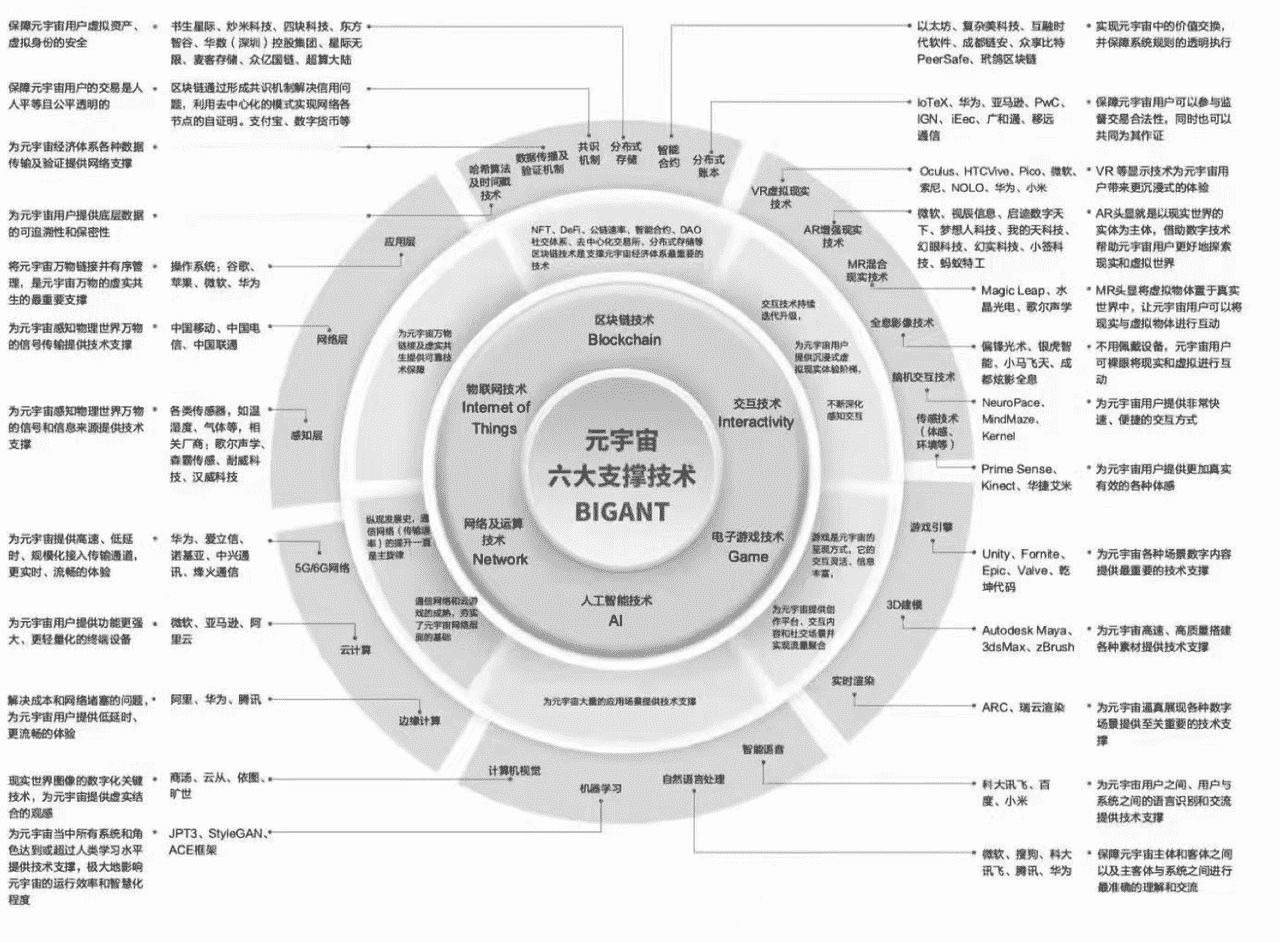 保障元宇宙用户虚拟资产、
虚拟身份的安全
书生星际、炒米科技、四块科技、东方
智谷、华数（深圳）控股集团、星际无
限、麦客存储、众亿国链、超算大陆
保障元宇宙用户的交易是人
人平等且公平透明的
区块链通过形成共识机制解决信用问
题，利用去中心化的模式实现网络各
节点的自证明。支付宝、数字货币等
为元宇宙经济体系各种数据
传输及验证提供网络支撑
为元宇宙用户提供底层数据
的可追溯性和保密性
将元宇宙万物链接并有序管
理，是元宇宙万物的虚实共
生的最重要支撑
操作系统：谷歌、
苹果、微软、华为
为元宇宙感知物理世界万物
的信号传输提供技术支撑
中国移动、中国电
信、中国联通
为元宇宙感知物理世界万物
的信号和信息来源提供技术
支撑
各类传感器，如温
湿度、气体等，相
关厂商：歌尔声学、
森霸传感、耐威科
技、汉威科技
为元宇宙提供高速、低延
时、规模化接入传输通道，
更实时、流畅的体验
华为、爱立信、
诺基亚、中兴通
讯、烽火通信
为元宇宙用户提供功能更强
大、更轻量化的终端设备
微软、亚马逊、阿
里云
解决成本和网络堵塞的问题，
为元宇宙用户提供低延时、
更流畅的体验
阿里、华为、腾讯
现实世界图像的数字化关键
技术，为元宇宙提供虚实结
合的观感
商汤、云从、依图、
旷世
为元宇宙当中所有系统和角
色达到或超过人类学习水平
提供技术支撑，极大地影响
元宇宙的运行效率和智慧化
程度
JPT3、StyleGAN、
ACE框架
哈希算法
及时间戳
技术
数据传播及
验证机制
共识
机制
分布式
存储
智能
合约
分布式
账本
NFT、DeFi、公链速率、智能合约、DAO
社交体系、去中心化交易所、分布式存储等
区块链技术是支撑元宇宙经济体系最重要的
技术
应用层
网络层
感知层
为元宇宙万物
链接及虚实共
生提供可靠技
术保障
5G/6G网络
云计算
边缘计算
纵观发展史，通
信网络（传输速
率）的提升一直
是主旋律
通信网络和云游
戏的成熟，夯实
了元宇宙网络层
面的基础
计算机视觉
机器学习
自然语言处理
智能语音
为元宇宙大量的应用场景提供技术支撑
区块链技术
Blockchain
物联网技术
Internet of
Things
交互技术
Interactivity
网络及运算
技术
Network
电子游戏技术
Game
人工智能技术
AI
元宇宙
六大支撑技术
BIGANT
交互技术持续
迭代升级，
为元宇宙用户
提供沉浸式虚
拟现实体验阶梯，
不断深化
感知交互
游戏是元宇宙的
呈现方式，它的
交互灵活、信息
丰富，
为元宇宙提供创
作平台、交互内
容和社交场景并
实现流量聚合
VR虚拟现实
技术
AR增强现实
技术
MR混合
现实技术
全息影像技术
脑机交互技术
传感技术
（体感、
环境等）
游戏引擎
3D建模
实时渲染
以太坊、复杂美科技、互融时
代软件、成都链安、众享比特
PeerSafe、玳鸽区块链
实现元宇宙中的价值交换，
并保障系统规则的透明执行
IoTeX、华为、亚马逊、PwC、
IGN、iEec、广和通、移远
通信
保障元宇宙用户可以参与监
督交易合法性，同时也可以
共同为其作证
Oculus、HTCVive、Pico、微软、
索尼、NOLO、华为、小米
VR 等显示技术为元宇宙用
户带来更沉浸式的体验
微软、视辰信息、启迪数字天
下、梦想人科技、我的天科技、
幻眼科技、幻实科技、小签科
技、蚂蚁特工
AR头显就是以现实世界的
实体为主体，借助数字技术
帮助元宇宙用户更好地探索
现实和虚拟世界
Magic Leap、水
晶光电、歌尔声学
MR头显将虚拟物体置于真实
世界中，让元宇宙用户可以将
现实与虚拟物体进行互动
偏锋光术、银虎智
能、小马飞天、成
都炫影全息
不用佩戴设备，元宇宙用户
可裸眼将现实和虚拟进行互
动
NeuroPace、
MindMaze、
Kernel
为元宇宙用户提供非常快
速、便捷的交互方式
Prime Sense、
Kinect、华捷艾米
为元宇宙用户提供更加真实
有效的各种体感
Unity、Fornite、
Epic、Valve、乾
坤代码
为元宇宙各种场景数字内容
提供最重要的技术支撑
Autodesk Maya、
3dsMax、zBrush
为元宇宙高速、高质量搭建
各种素材提供技术支撑
ARC、瑞云渲染
为元宇宙逼真展现各种数字
场景提供至关重要的技术支
撑
科大讯飞、百
度、小米
为元宇宙用户之间、用户与
系统之间的语言识别和交流
提供技术支撑
微软、搜狗、科大
讯飞、腾讯、华为
保障元宇宙主体和客体之间
以及主客体与系统之间进行
最准确的理解和交流